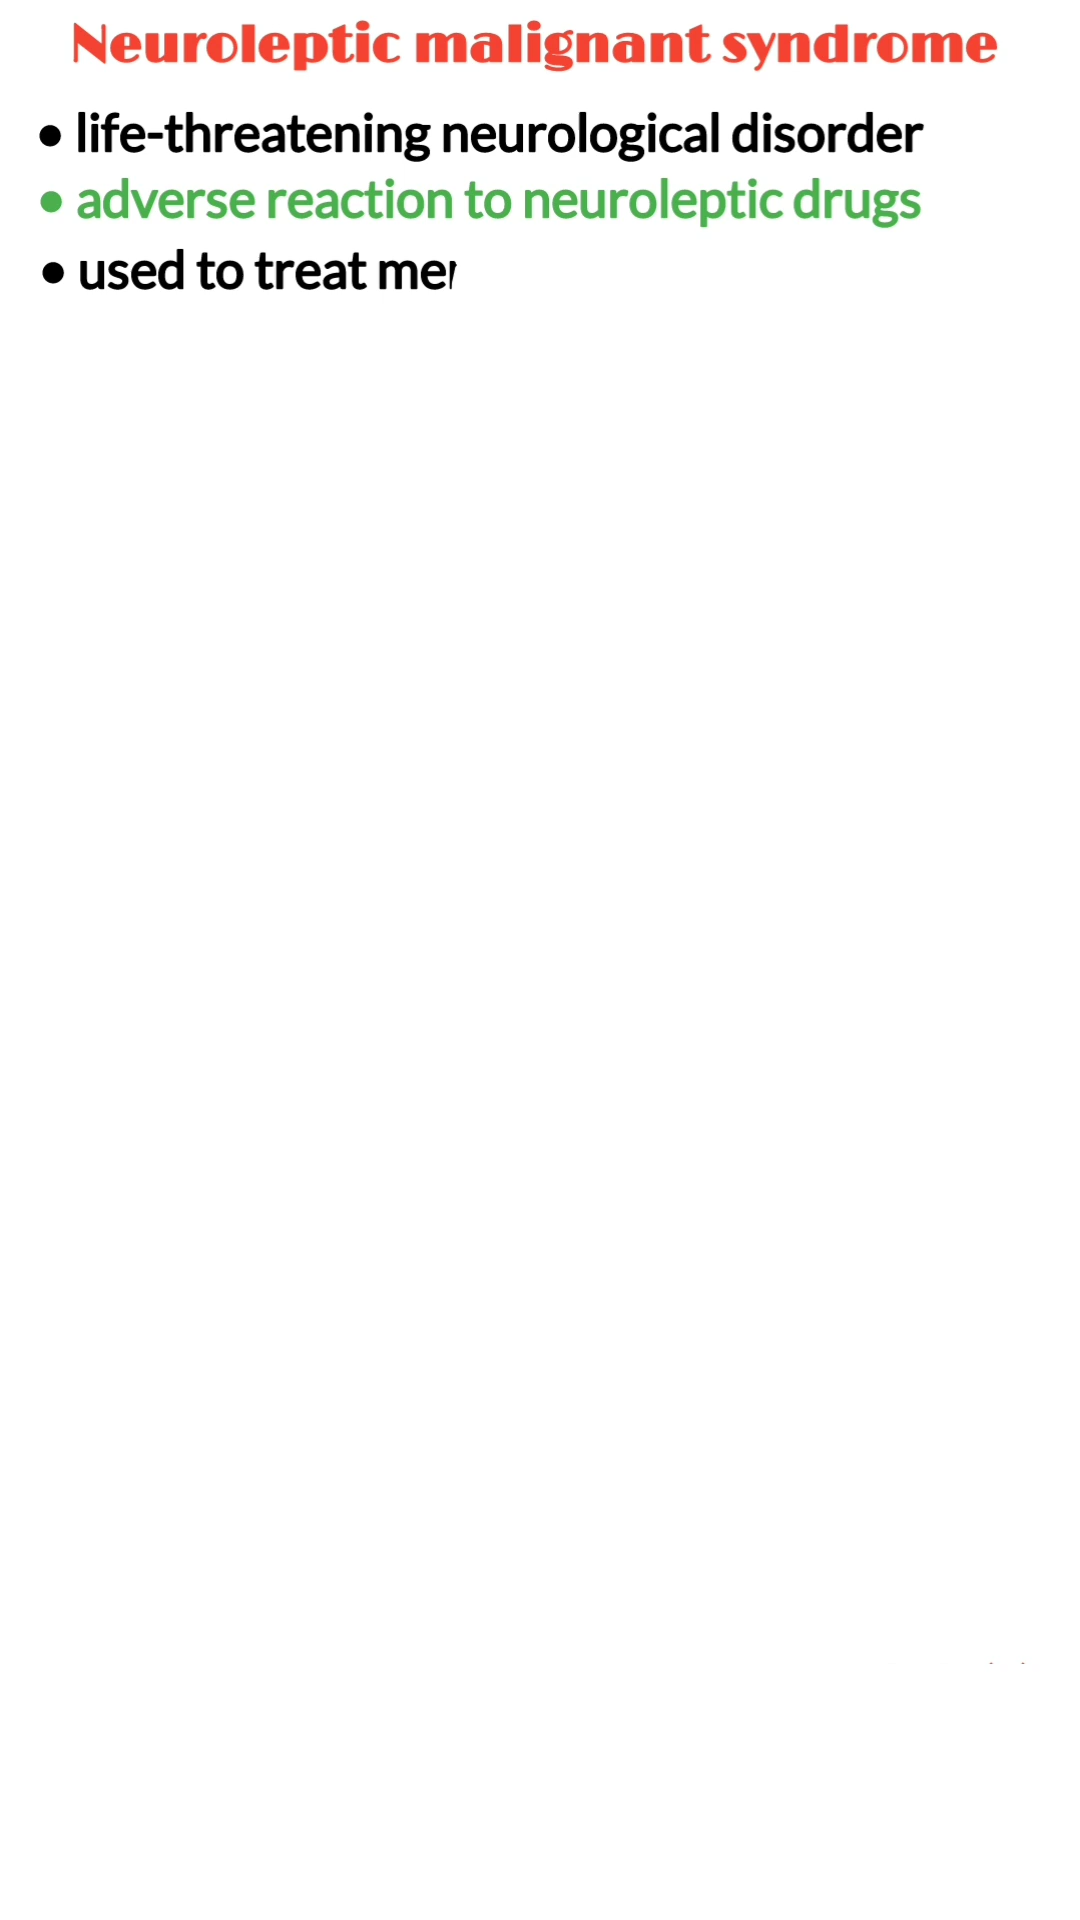 Neuroleptic malignant syndrome
• life-threatening neurological disorder
• adverse reaction to neuroleptic drugs
• used to treat